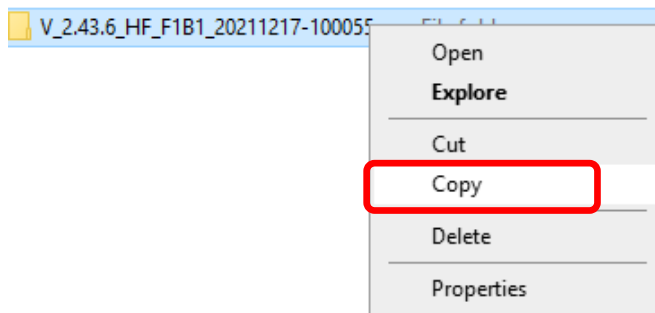 V_2.43.6_HF_F1B1_20211217-100055
Open
Explore
Cut
Copy
Delete
Properties